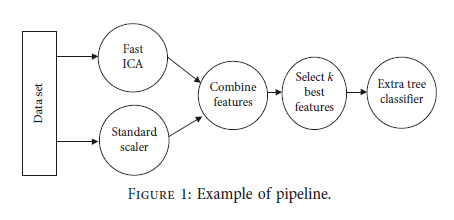 Data set
Fast
ICA
Standard
scaler
Combine
features
Select k
best
features
Extra tree
classifier
FIGURE 1: Example of pipeline.